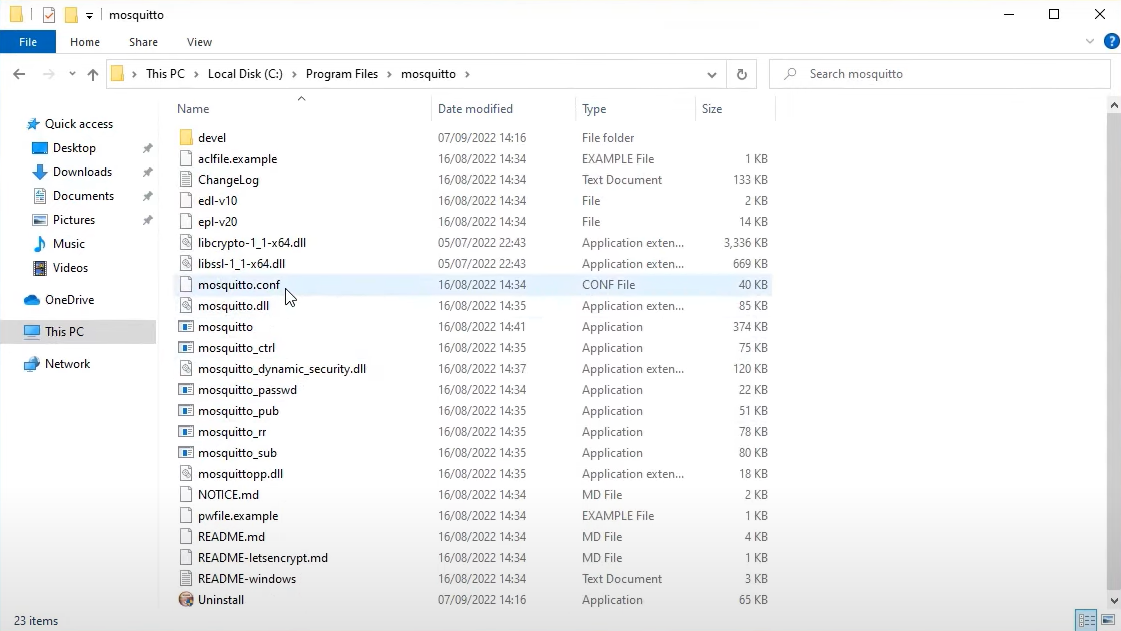 mosquitto
File Home Share View
This PC Local Disk (C:) Program Files mosquitto
Search mosquitto
Name Date modified Type Size
Quick access
Desktop
Downloads
Documents
Pictures
Music
Videos
OneDrive
This PC
Network
devel 07/09/2022 14:16 File folder
aclfile.example 16/08/2022 14:34 EXAMPLE File 1 KB
ChangeLog 16/08/2022 14:34 Text Document 133 KB
edl-v10 16/08/2022 14:34 File 2 KB
epl-v20 16/08/2022 14:34 File 14 KB
libcrypto-1_1-x64.dll 05/07/2022 22:43 Application exten... 3,336 KB
libssl-1_1-x64.dll 05/07/2022 22:43 Application exten... 669 KB
mosquitto.conf 16/08/2022 14:34 CONF File 40 KB
mosquitto.dll 16/08/2022 14:35 Application exten... 85 KB
mosquitto 16/08/2022 14:41 Application 374 KB
mosquitto_ctrl 16/08/2022 14:35 Application 75 KB
mosquitto_dynamic_security.dll 16/08/2022 14:37 Application exten... 120 KB
mosquitto_passwd 16/08/2022 14:34 Application 22 KB
mosquitto_pub 16/08/2022 14:35 Application 51 KB
mosquitto_rr 16/08/2022 14:35 Application 78 KB
mosquitto_sub 16/08/2022 14:35 Application 80 KB
mosquittopp.dll 16/08/2022 14:35 Application exten... 18 KB
NOTICE.md 16/08/2022 14:34 MD File 2 KB
pwfile.example 16/08/2022 14:34 EXAMPLE File 1 KB
README.md 16/08/2022 14:34 MD File 4 KB
README-letsencrypt.md 16/08/2022 14:34 MD File 1 KB
README-windows 16/08/2022 14:34 Text Document 3 KB
Uninstall 07/09/2022 14:16 Application 65 KB
23 items